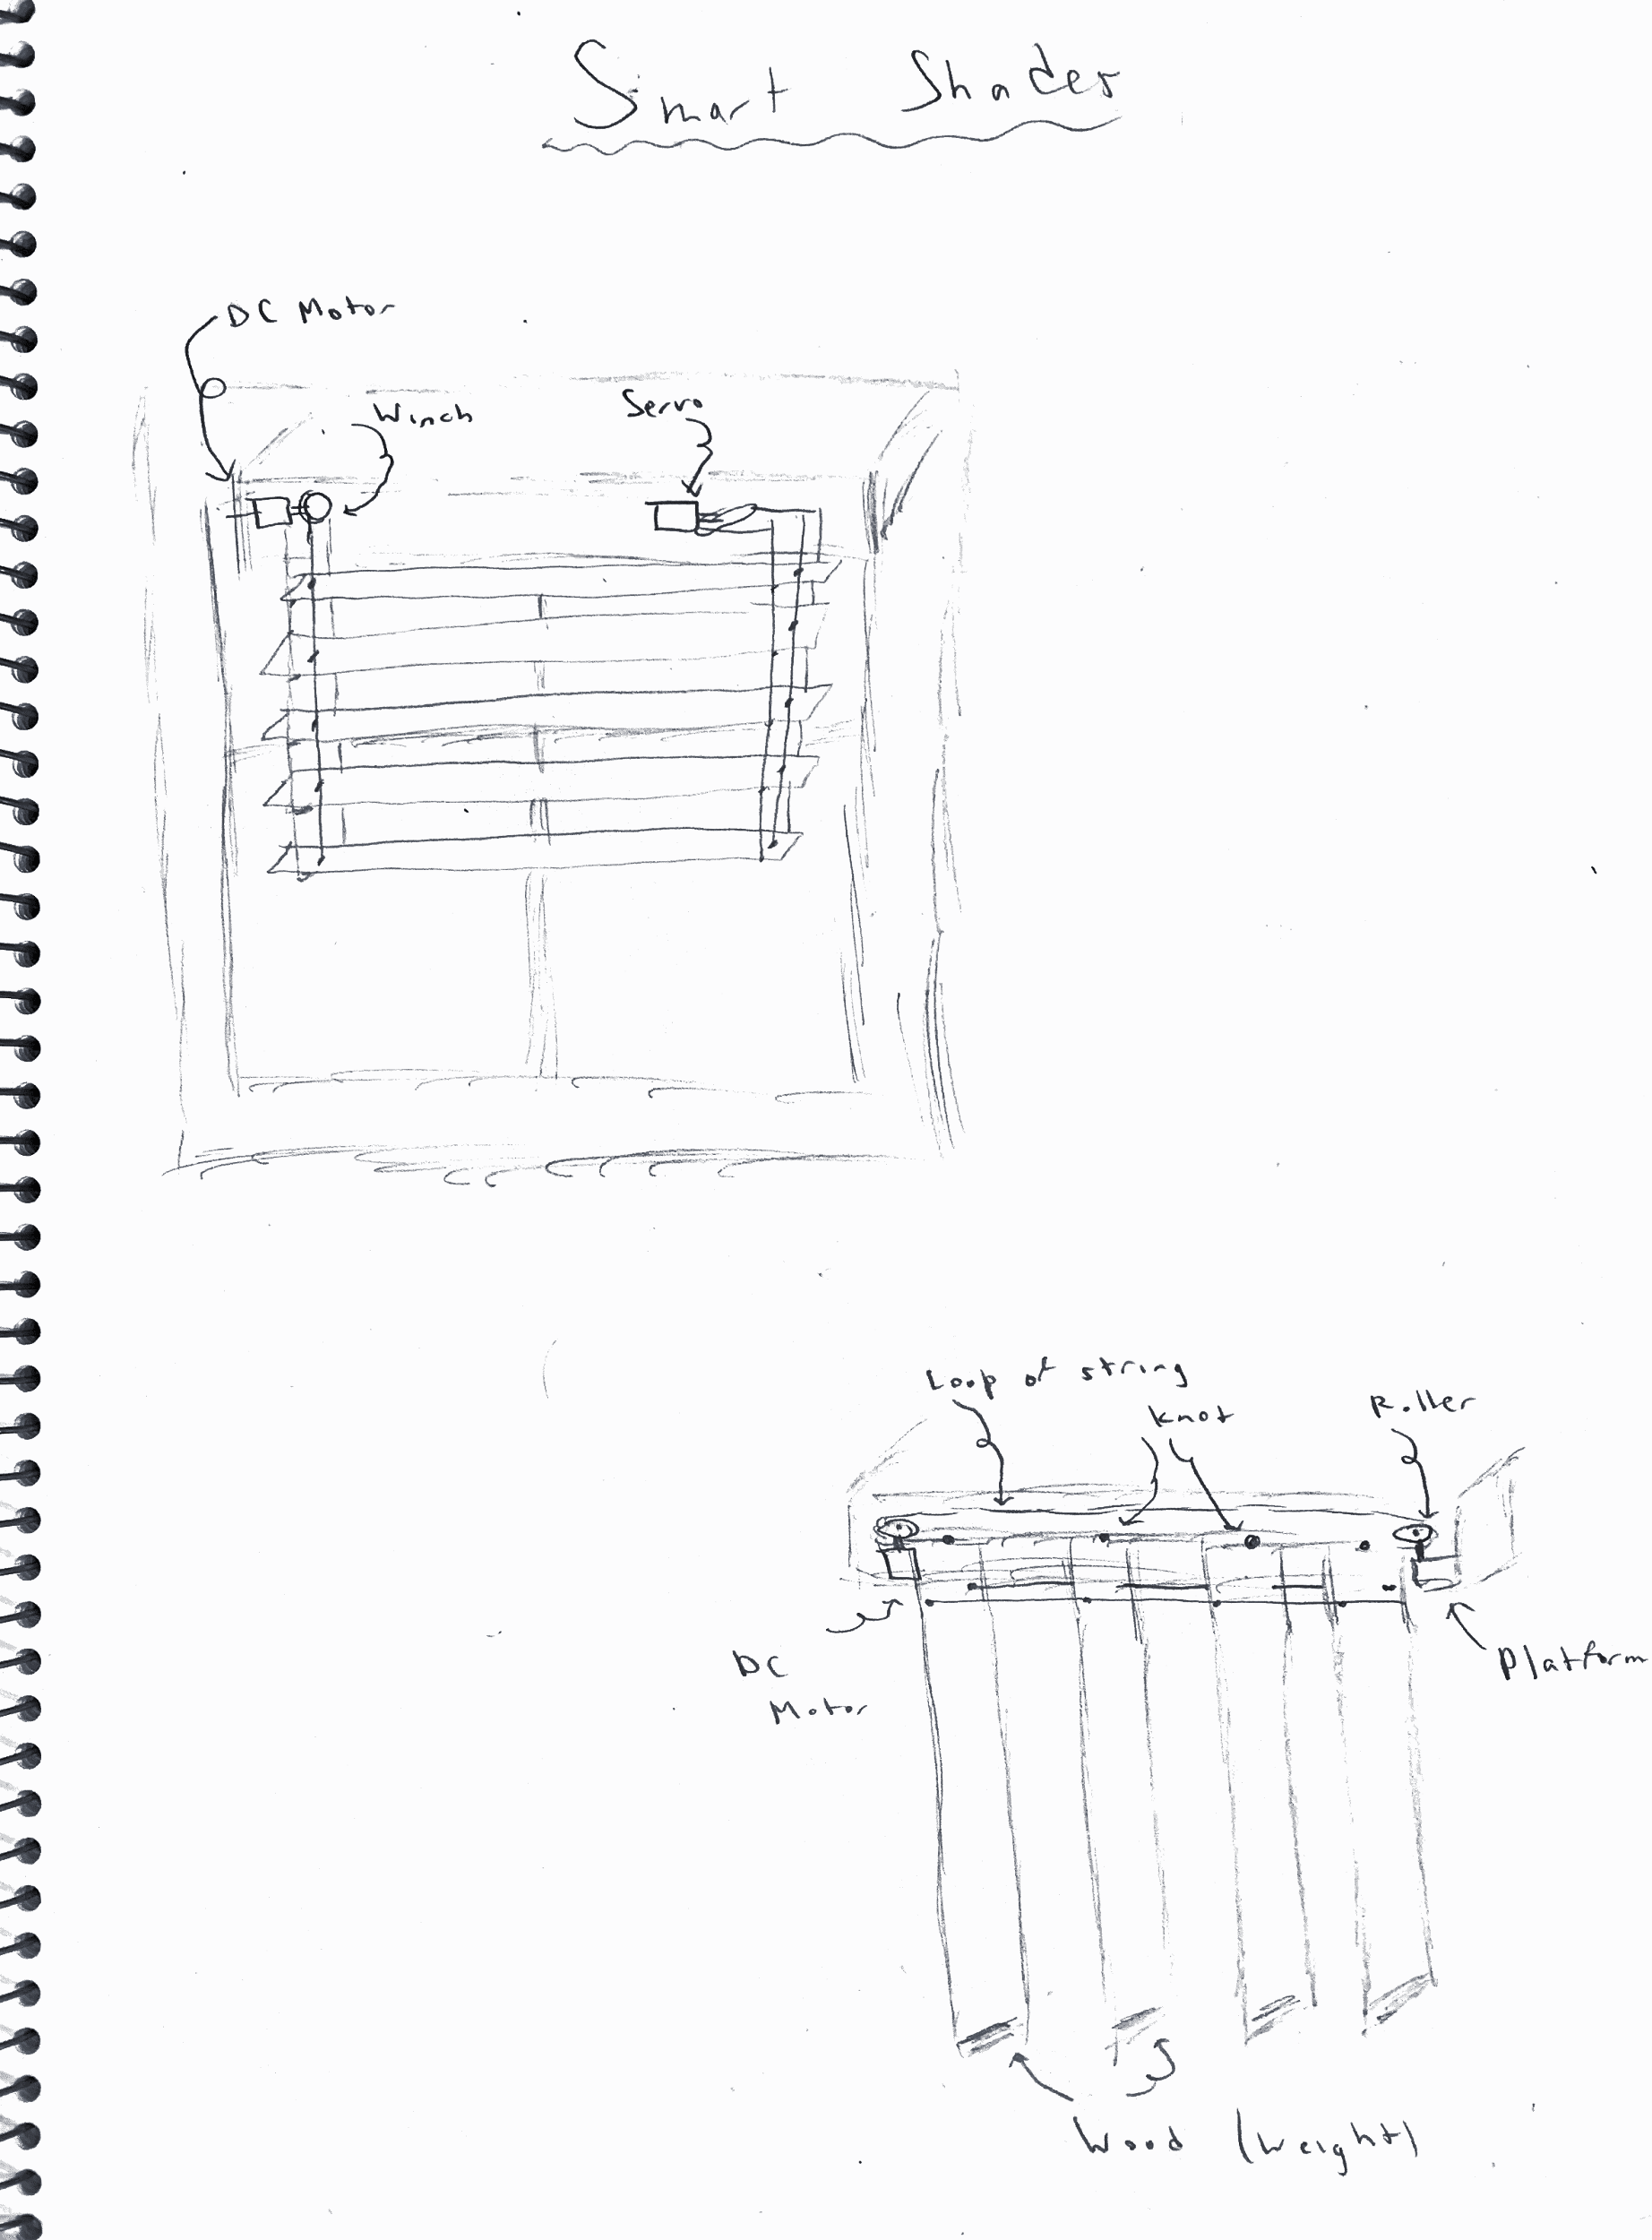 Smart Shades
DC Motor
Winch
Servo
Loop of string
knot
Roller
DC
Motor
Platform
Wood (Weight)